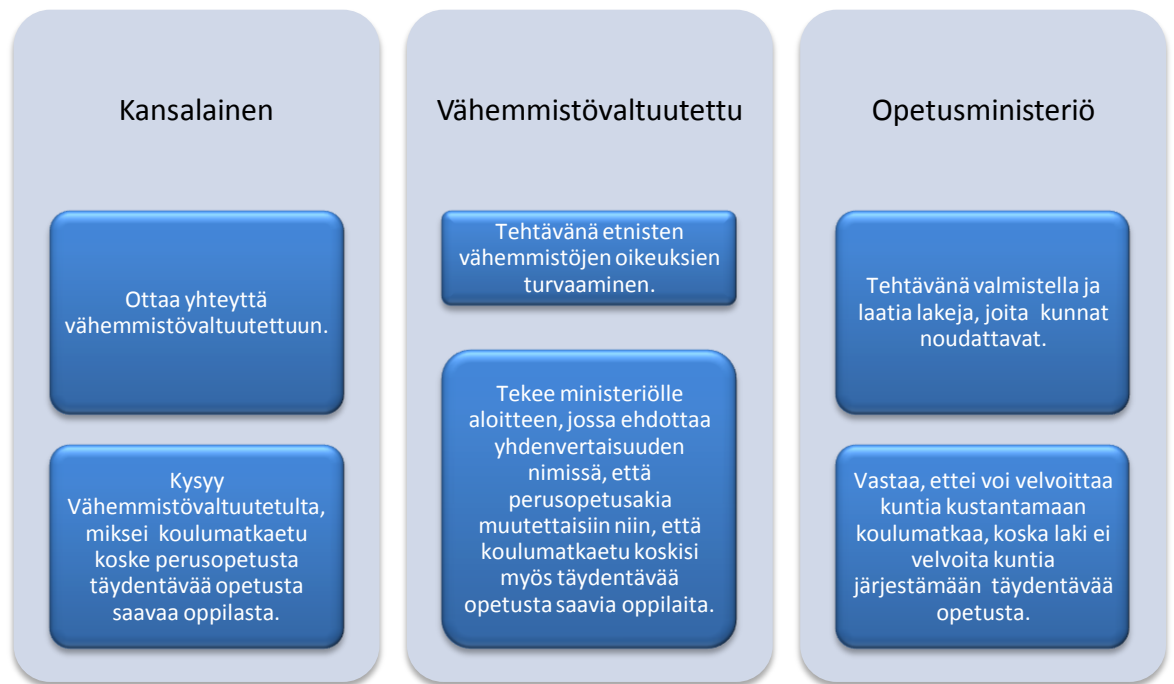 Kansalainen
Ottaa yhteyttä
vähemmistövaltuutettuun.
Kysyy
Vähemmistövaltuutetulta,
miksei koulumatkaetu
koske perusopetusta
täydentävää opetusta
saavaa oppilasta.
Vähemmistövaltuutettu
Tehtävänä etnisten
vähemmistöjen oikeuksien
turvaaminen.
Tekee ministeriölle
aloitteen, jossa ehdottaa
yhdenvertaisuuden
nimissä, että
perusopetusakia
muutettaisiin niin, että
koulumatkaetu koskisi
myös täydentävää
opetusta saavia oppilaita.
Opetusministeriö
Tehtävänä valmistella ja
laatia lakeja, joita kunnat
noudattavat.
Vastaa, ettei voi velvoittaa
kuntia kustantamaan
koulumatkaa, koska laki ei
velvoita kuntia
järjestämään täydentävää
opetusta.